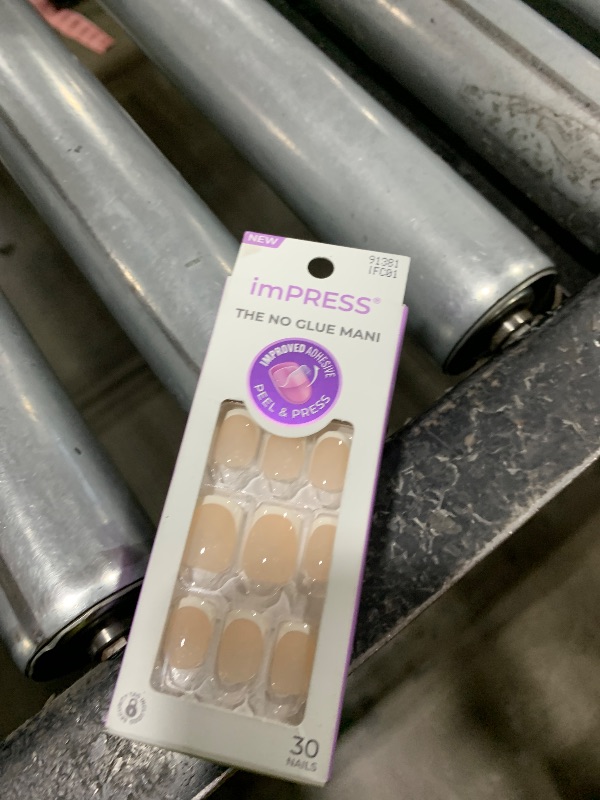 NEW
91381
IFC01
imPRESS®
THE NO GLUE MANI
IMPROVED ADHESIVE
PEEL & PRESS
30
NAILS